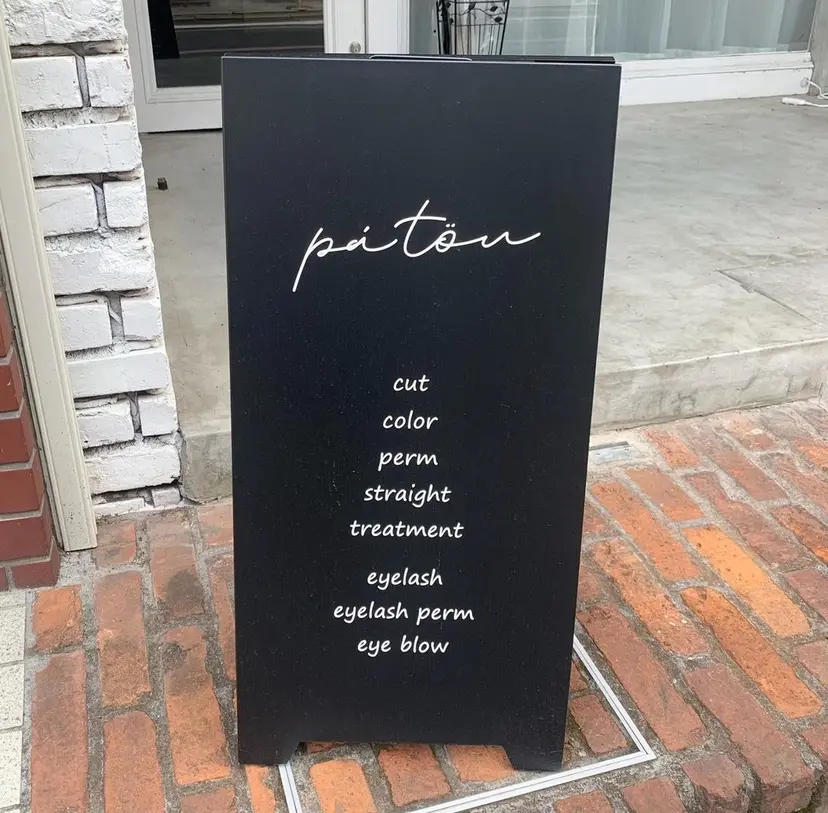 pátöu
cut
color
perm
straight
treatment
eyelash
eyelash perm
eye blow